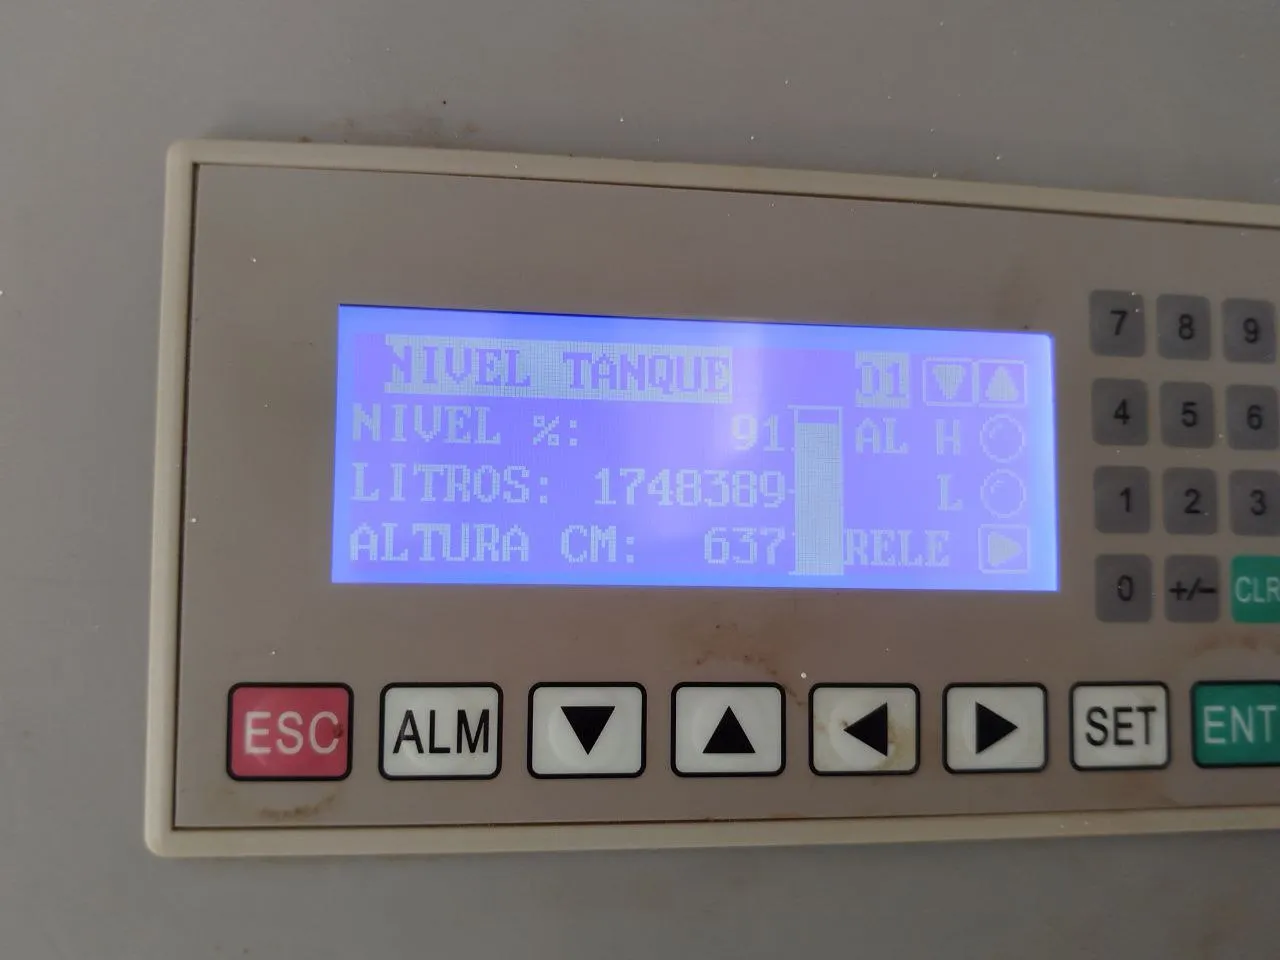 NIVEL TANQUE 01
NIVEL %: 91 AL H
LITROS: 1748389 L
ALTURA CM: 637 RELE
7 8 9
4 5 6
1 2 3
0 +/- CLR
ESC ALM SET ENT